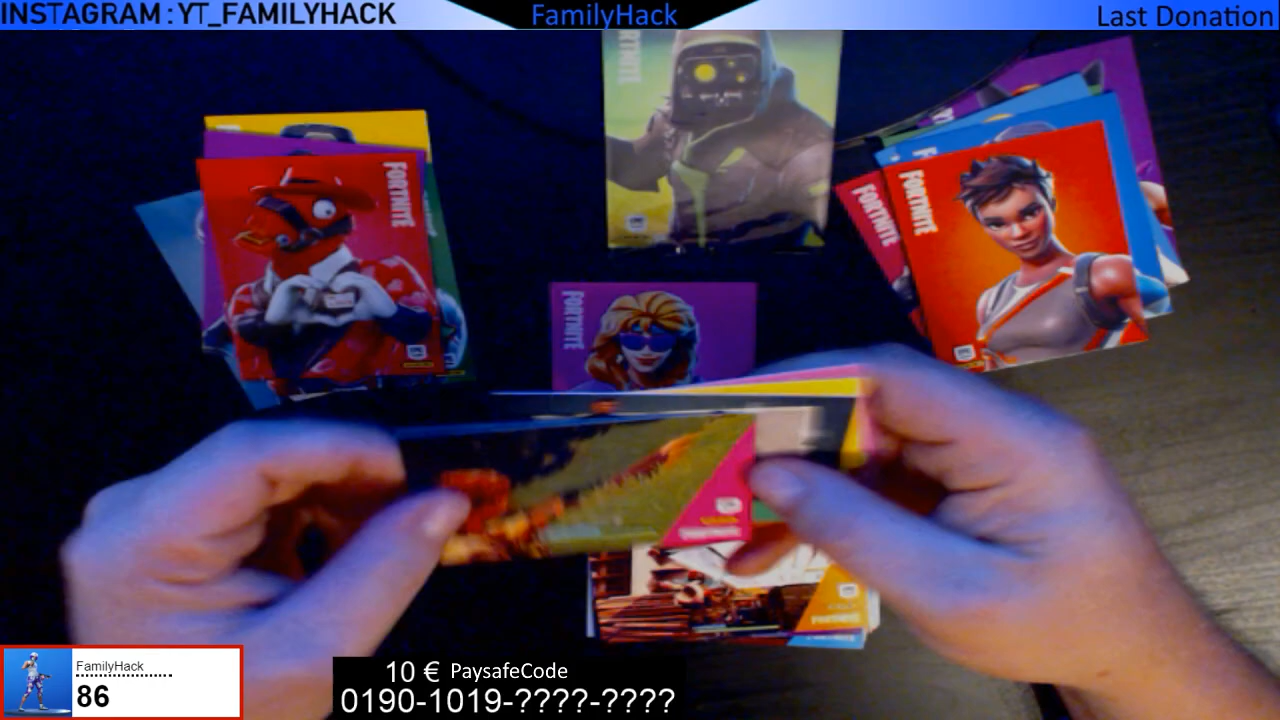 INSTAGRAM : YT_FAMILYHACK
FamilyHack
Last Donation
FORTNITE
FORTNITE
FORTNITE
FORTNITE
FamilyHack
86
10 € PaysafeCode
0190-1019-????-????